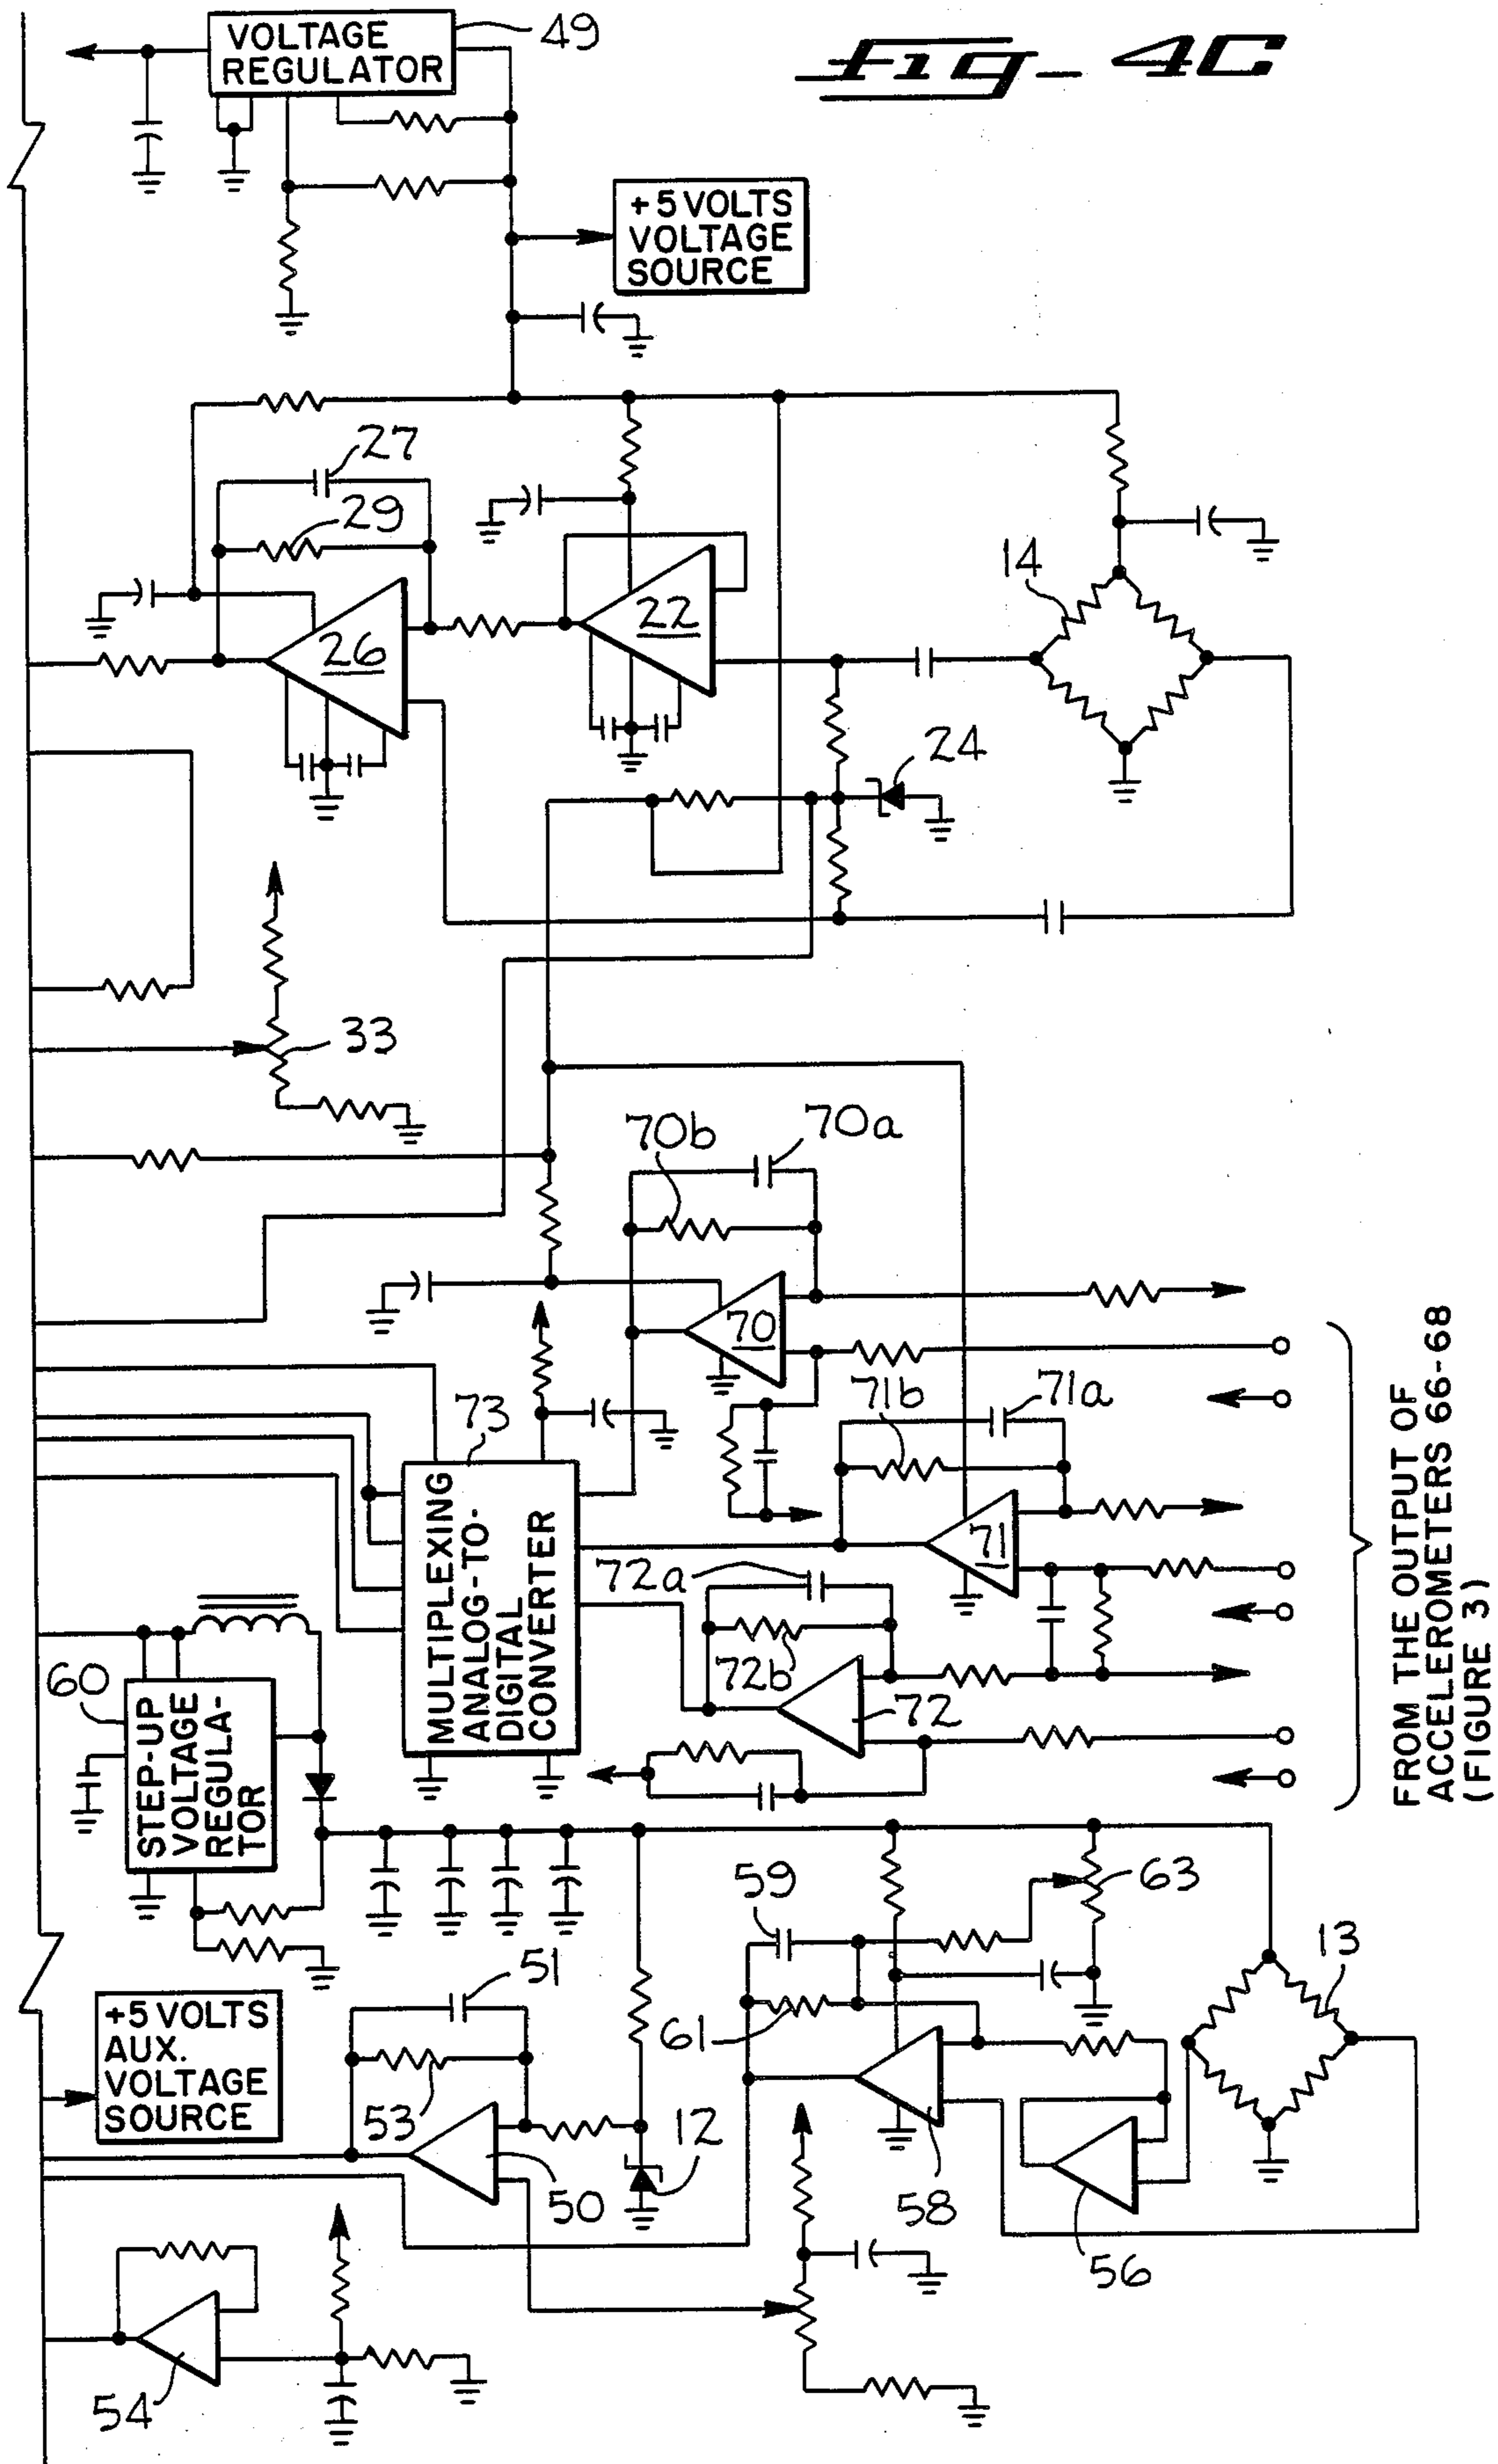 Fig-4C
VOLTAGE
REGULATOR
49
+5 VOLTS
VOLTAGE
SOURCE
27
29
26
22
14
24
33
70b
70a
70
71b
71a
71
73
MULTIPLEXING
ANALOG-TO-
DIGITAL
CONVERTER
72a
72b
72
FROM THE OUTPUT OF
ACCELEROMETERS 66-68
(FIGURE 3)
60
STEP-UP
VOLTAGE
REGULA-
TOR
59
63
13
51
61
+5 VOLTS
AUX.
VOLTAGE
SOURCE
53
12
50
58
56
54